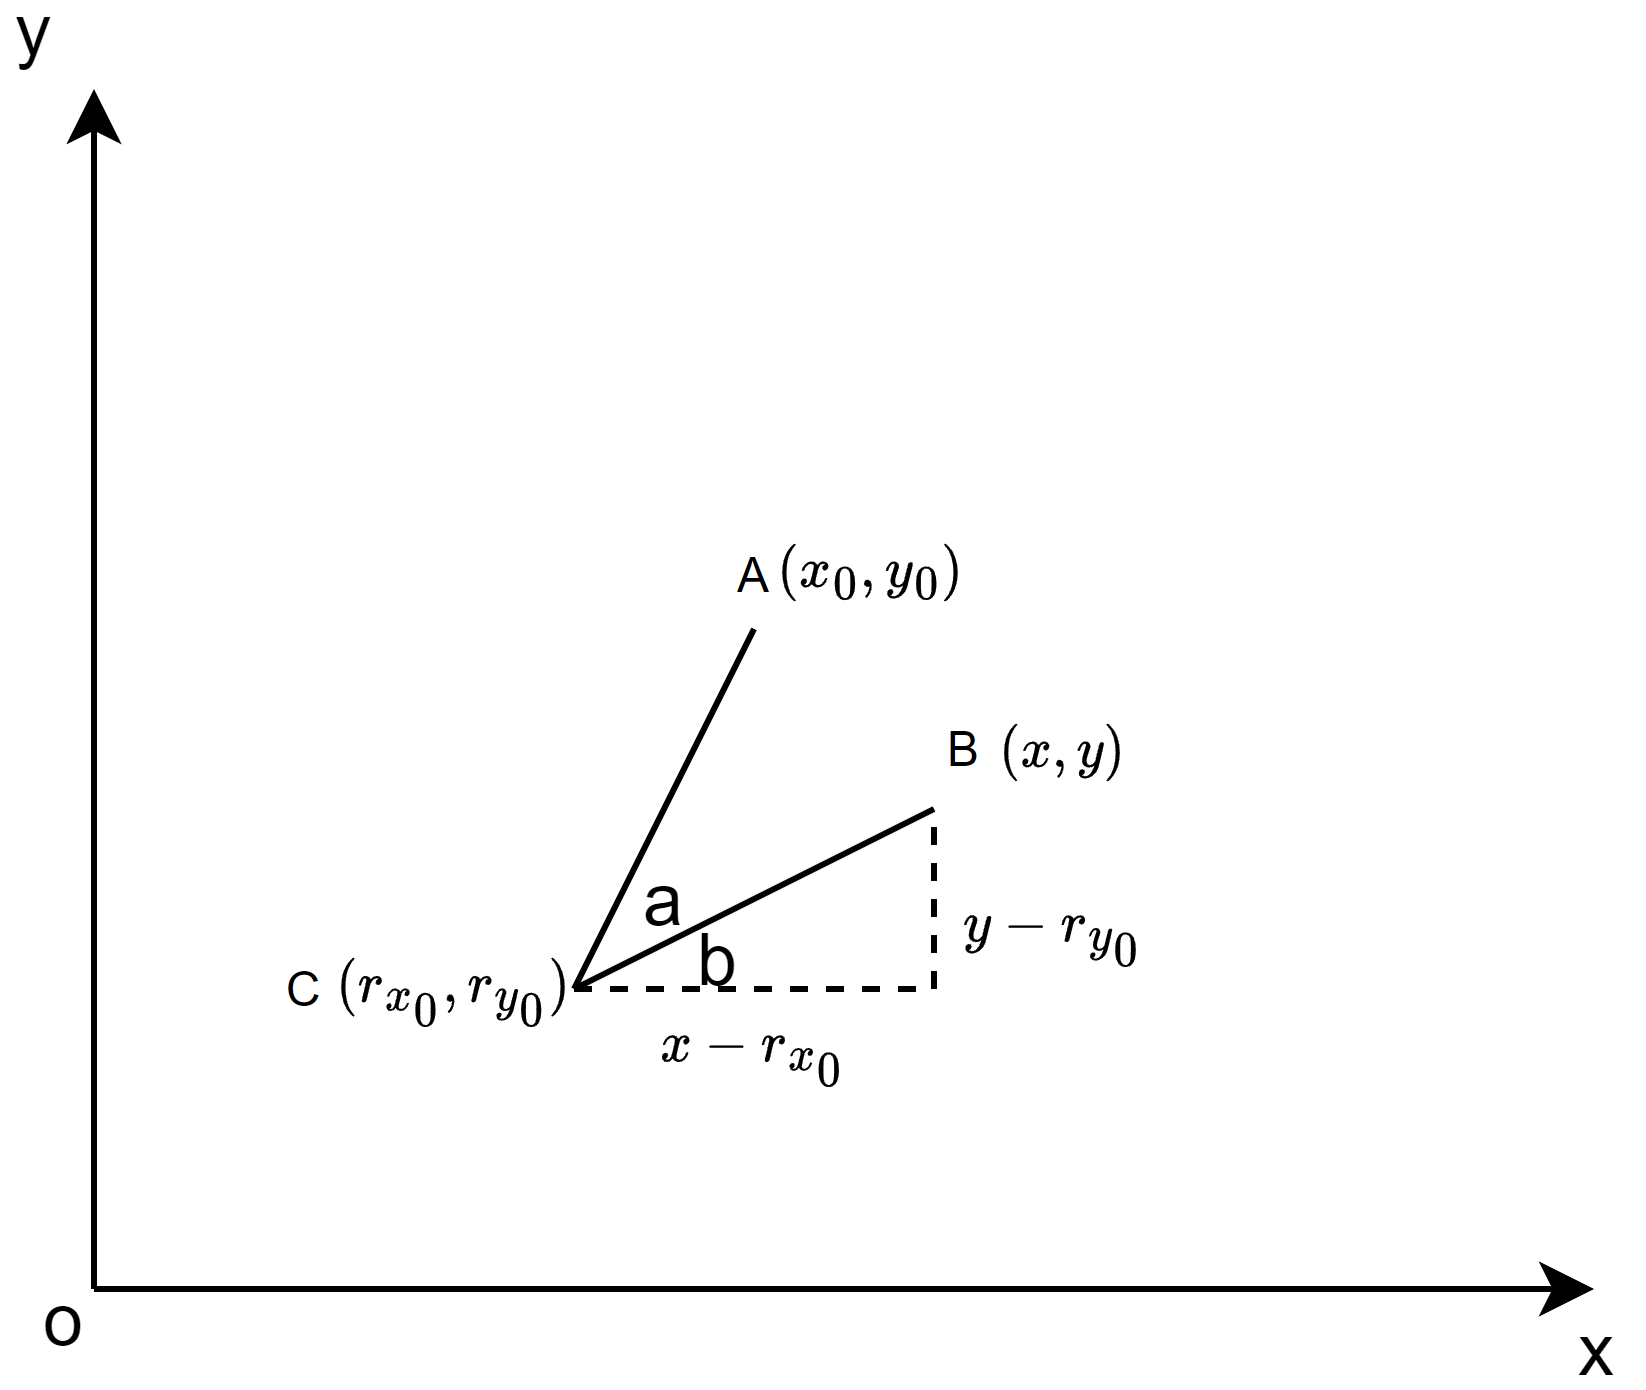 y
A (x₀, y₀)
B (x, y)
a
b
y − r_{y₀}
C (r_{x₀}, r_{y₀})
x − r_{x₀}
o
x